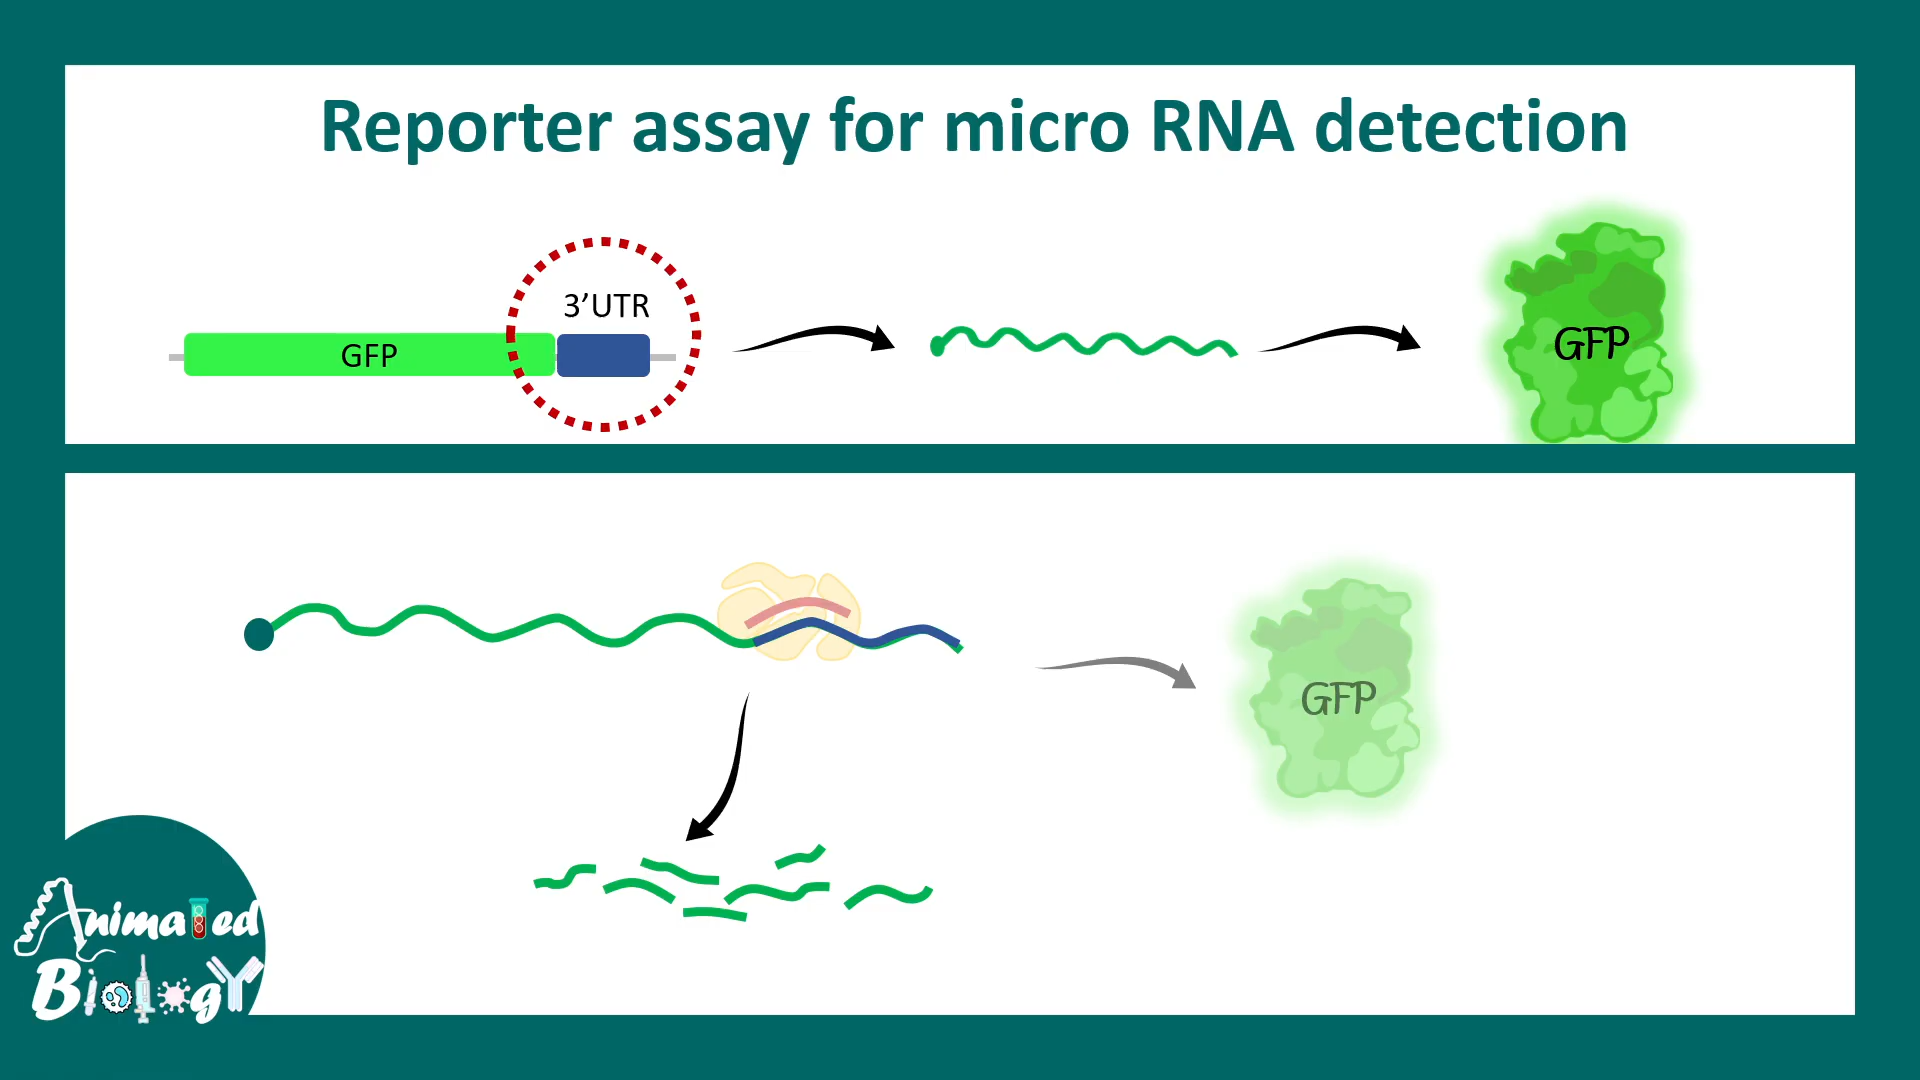 Reporter assay for micro RNA detection
3’UTR
GFP
GFP
GFP
Animated
Biology